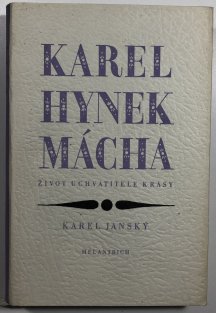 KAREL
HYNEK
MÁCHA
ŽIVOT UCHVATITELE KRÁSY
KAREL JANSKÝ
MELANTRICH